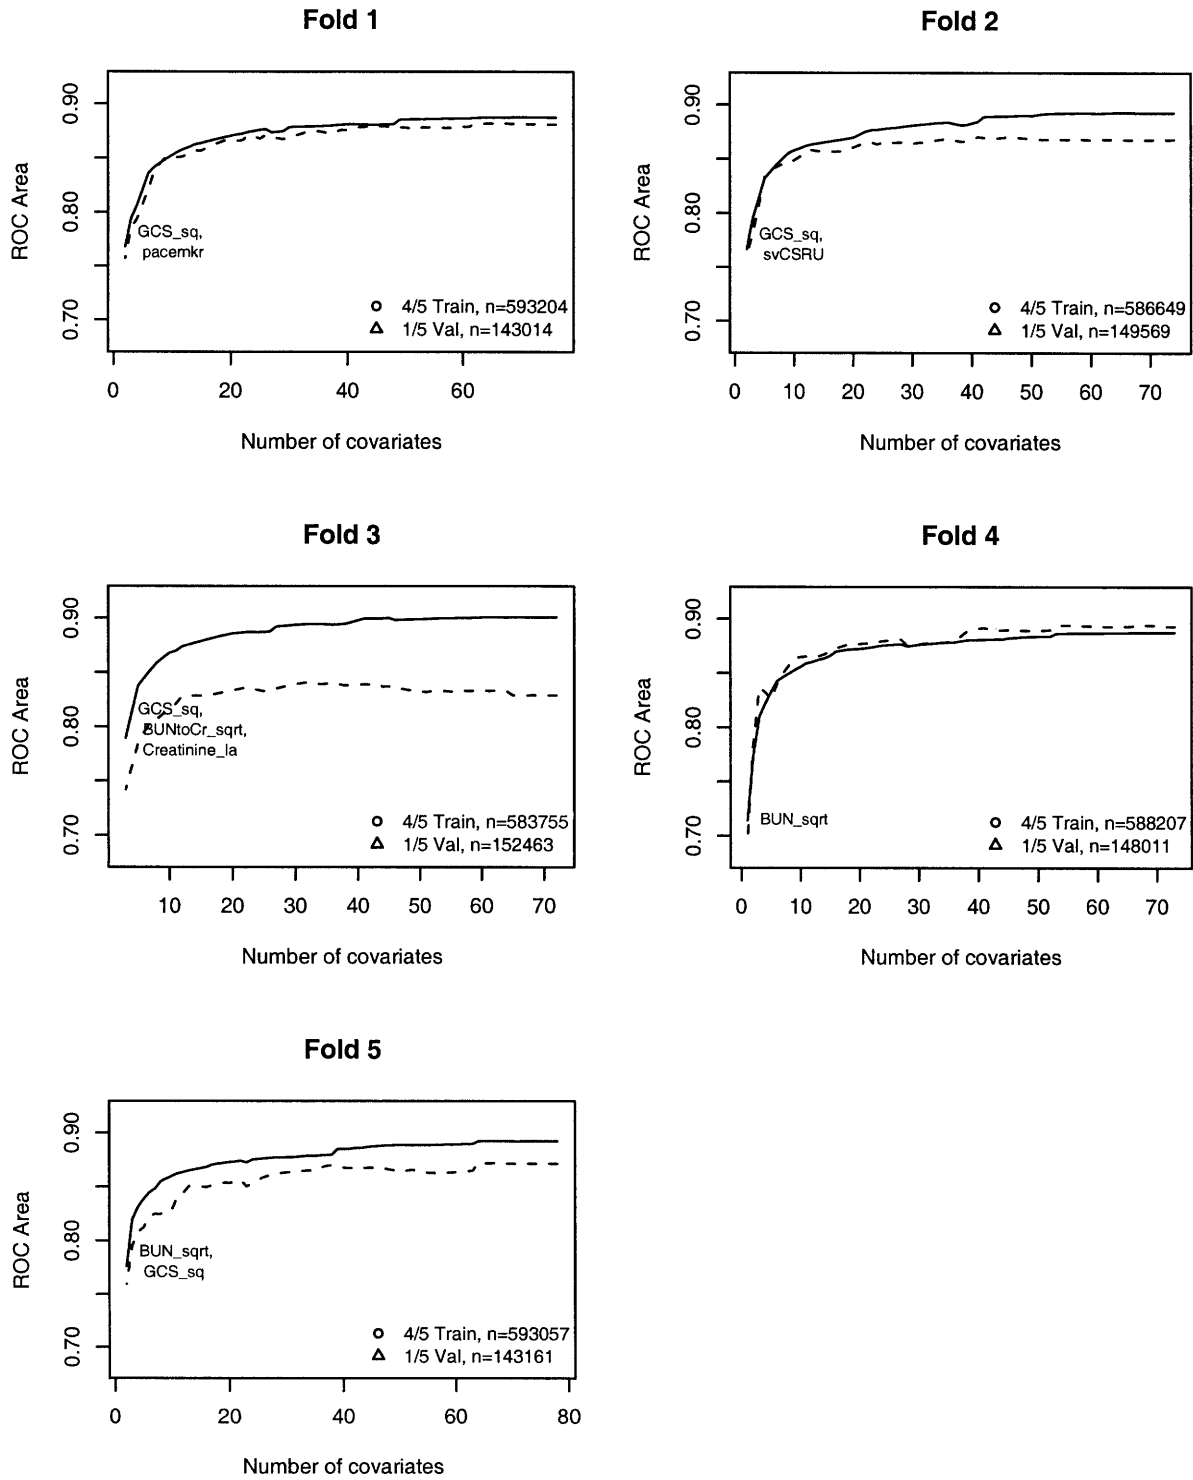 Fold 1
ROC Area
0.90
0.80
0.70
GCS_sq,
pacemkr
4/5 Train, n=593204
1/5 Val, n=143014
0 20 40 60
Number of covariates
Fold 2
ROC Area
0.90
0.80
0.70
GCS_sq,
svCSRU
4/5 Train, n=586649
1/5 Val, n=149569
0 10 20 30 40 50 60 70
Number of covariates
Fold 3
ROC Area
0.90
0.80
0.70
GCS_sq,
BUNtoCr_sqrt,
Creatinine_la
4/5 Train, n=583755
1/5 Val, n=152463
10 20 30 40 50 60 70
Number of covariates
Fold 4
ROC Area
0.90
0.80
0.70
BUN_sqrt
4/5 Train, n=588207
1/5 Val, n=148011
0 10 20 30 40 50 60 70
Number of covariates
Fold 5
ROC Area
0.90
0.80
0.70
BUN_sqrt,
GCS_sq
4/5 Train, n=593057
1/5 Val, n=143161
0 20 40 60 80
Number of covariates